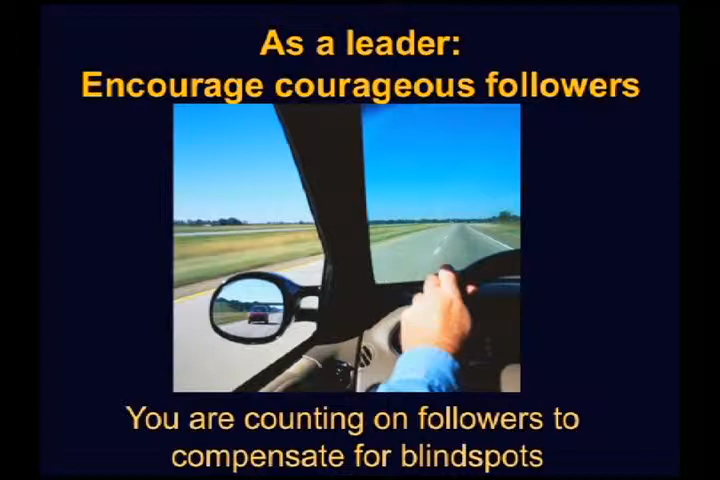 As a leader:
Encourage courageous followers
You are counting on followers to
compensate for blindspots